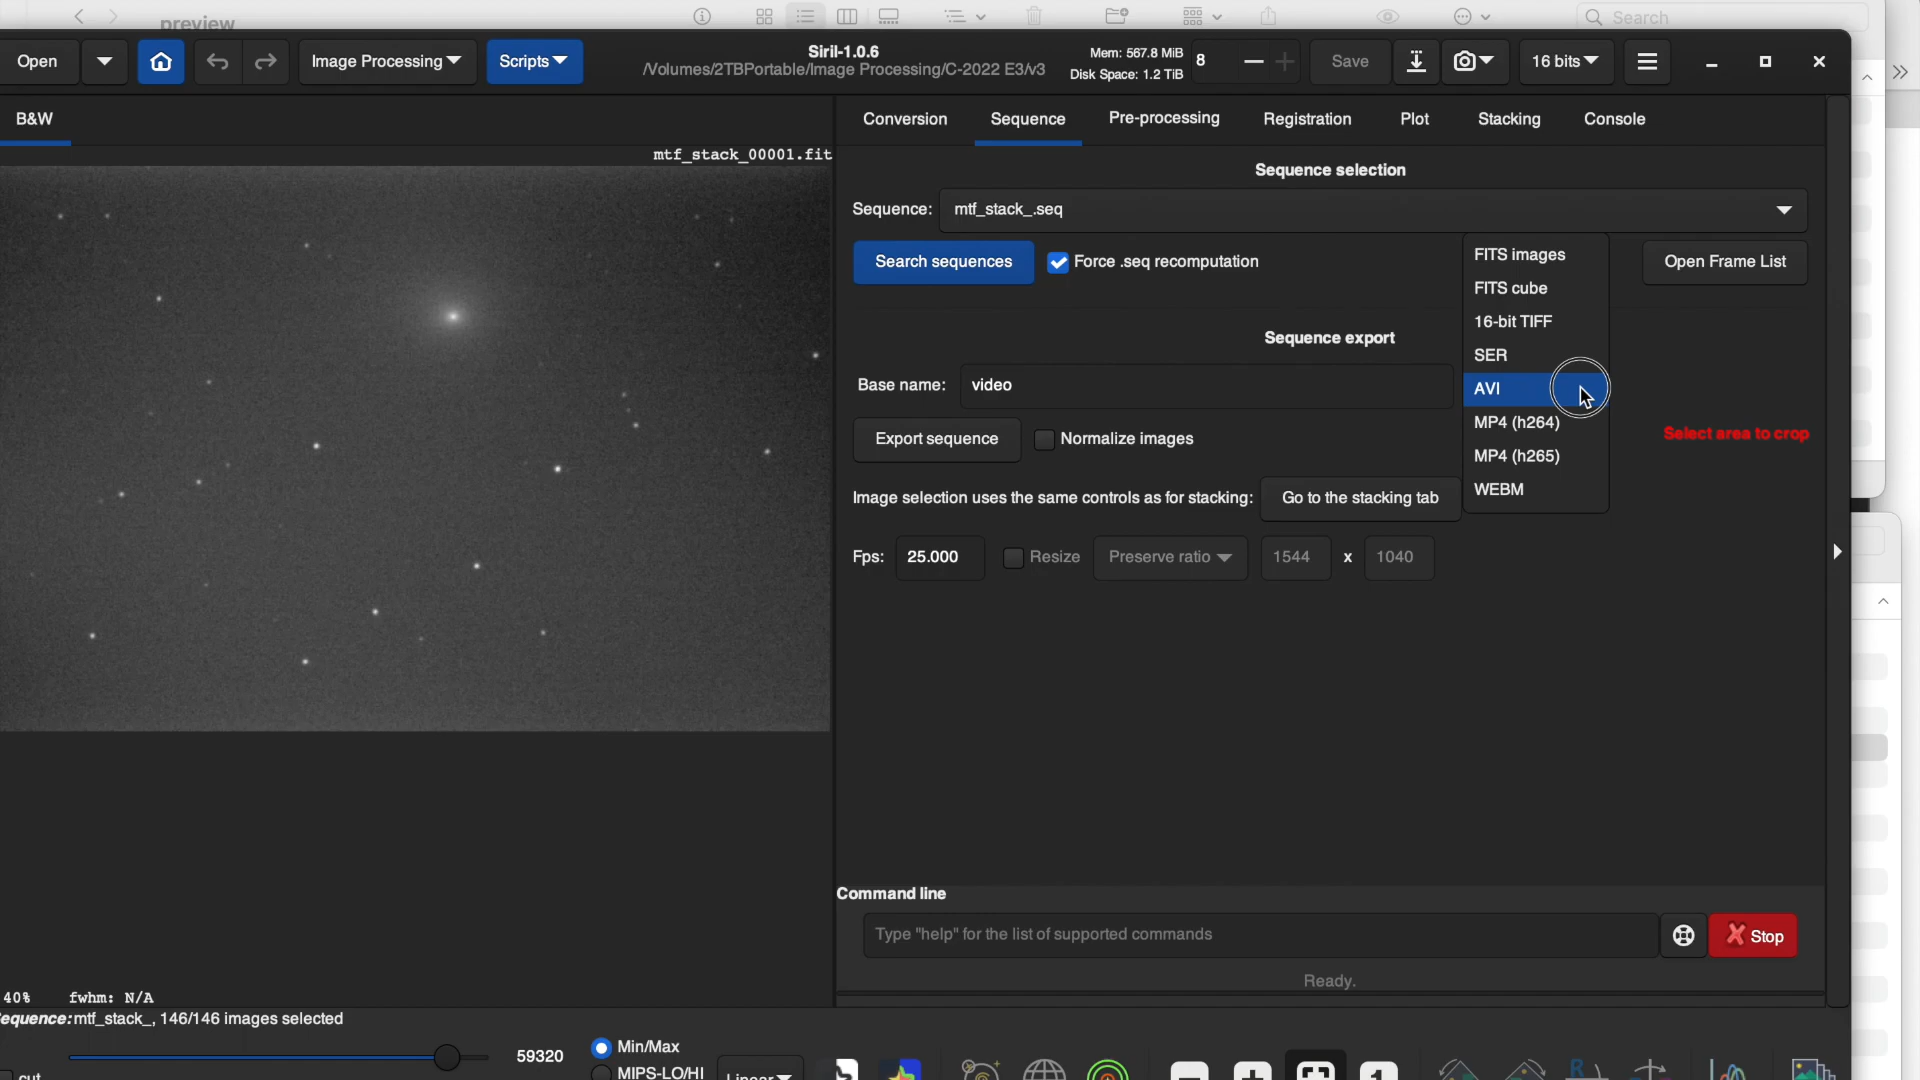 preview
Search
Open
Image Processing
Scripts
Siril-1.0.6
/Volumes/2TBPortable/Image Processing/C-2022 E3/v3
Mem: 567.8 MiB
Disk Space: 1.2 TiB
8
Save
16 bits
B&W
Conversion
Sequence
Pre-processing
Registration
Plot
Stacking
Console
mtf_stack_00001.fit
Sequence selection
Sequence:
mtf_stack_.seq
Search sequences
Force .seq recomputation
FITS images
FITS cube
16-bit TIFF
SER
AVI
MP4 (h264)
MP4 (h265)
WEBM
Open Frame List
Sequence export
Base name:
video
Export sequence
Normalize images
Select area to crop
Image selection uses the same controls as for stacking:
Go to the stacking tab
Fps:
25.000
Resize
Preserve ratio
1544
x
1040
Command line
Type "help" for the list of supported commands
Stop
Ready.
40%
fwhm: N/A
equence: mtf_stack_, 146/146 images selected
59320
Min/Max
MIPS-LO/HI
cut
Linear